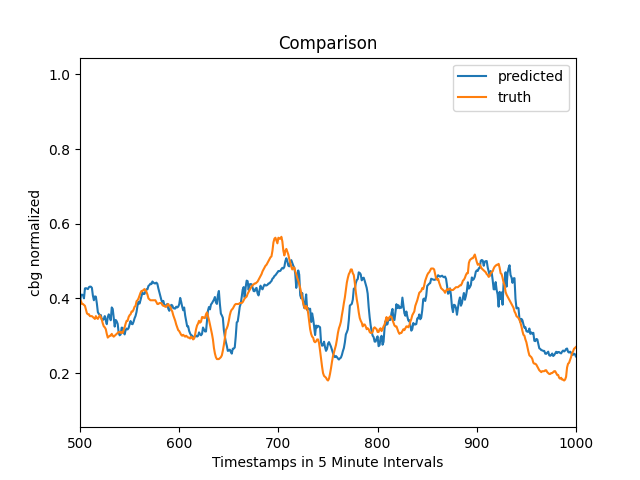 Comparison
predicted
truth
cbg normalized
1.0
0.8
0.6
0.4
0.2
500 600 700 800 900 1000
Timestamps in 5 Minute Intervals